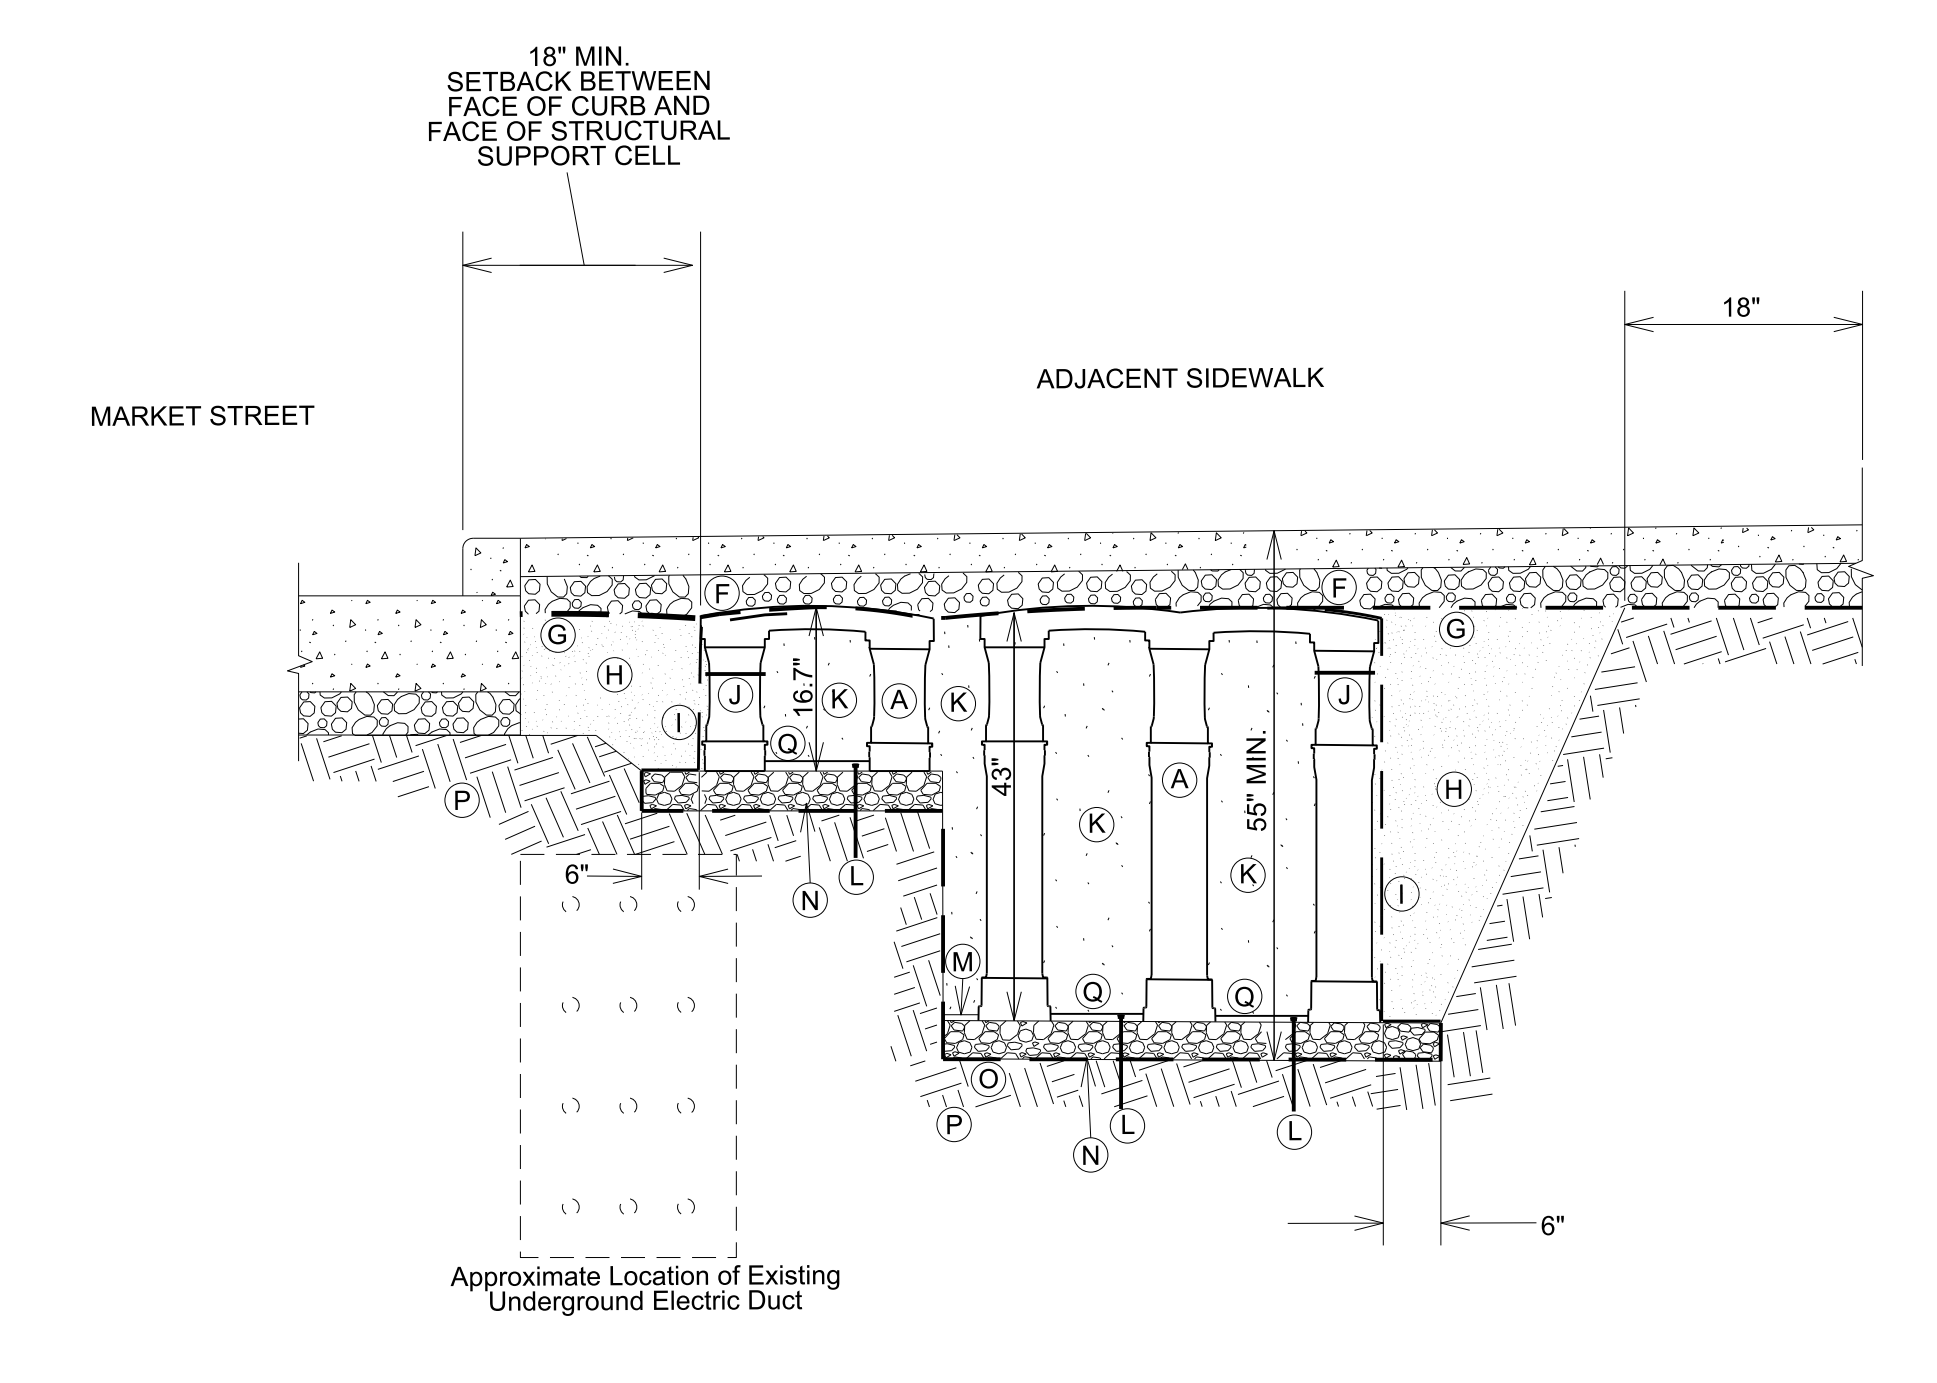 18" MIN.
SETBACK BETWEEN
FACE OF CURB AND
FACE OF STRUCTURAL
SUPPORT CELL
18"
ADJACENT SIDEWALK
MARKET STREET
F
F
G
G
H
J
16.7"
K
A
K
J
I
Q
43"
55" MIN.
A
H
P
K
6"
L
N
K
I
M
Q
Q
O
P
L
L
N
6"
Approximate Location of Existing
Underground Electric Duct